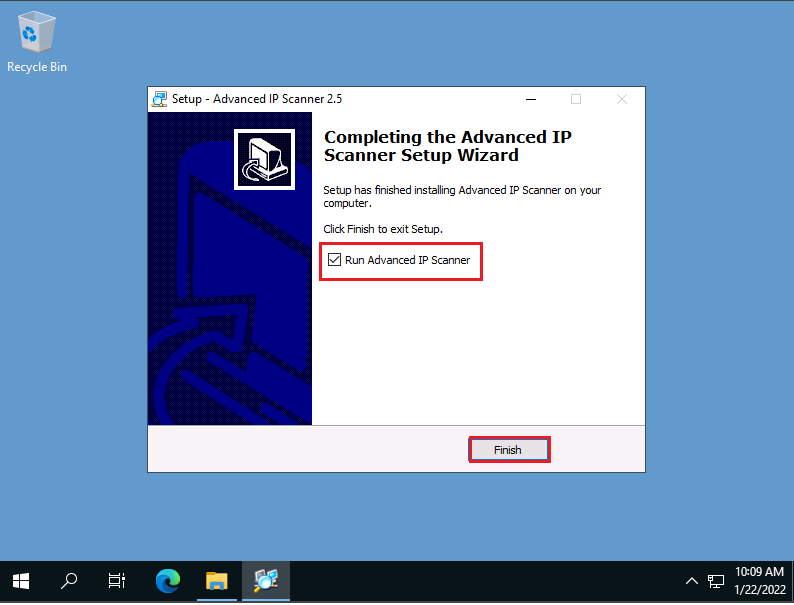 Recycle Bin
Setup - Advanced IP Scanner 2.5
Completing the Advanced IP
Scanner Setup Wizard
Setup has finished installing Advanced IP Scanner on your
computer.
Click Finish to exit Setup.
Run Advanced IP Scanner
Finish
10:09 AM
1/22/2022